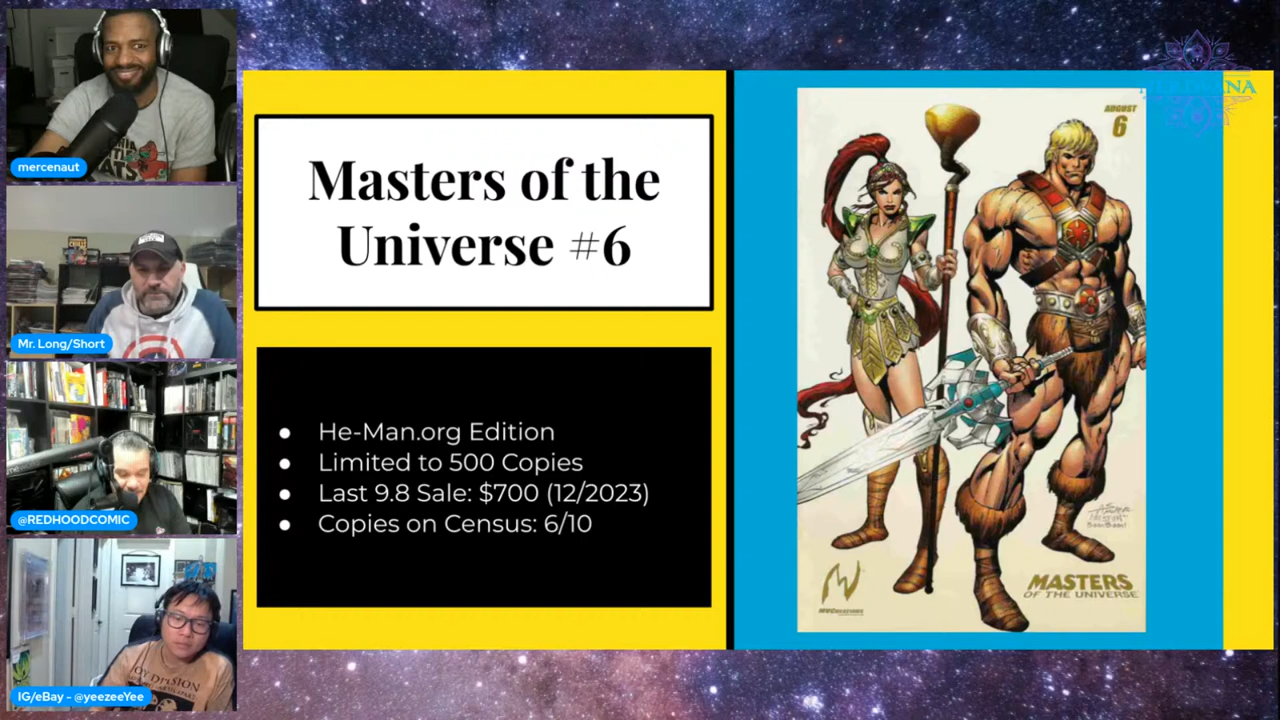 mercenaut
Mr. Long/Short
@REDHOODCOMIC
IG/eBay - @yeezeeYee
Masters of the
Universe #6
● He-Man.org Edition
● Limited to 500 Copies
● Last 9.8 Sale: $700 (12/2023)
● Copies on Census: 6/10
AUGUST
6
MASTERS
OF THE UNIVERSE
JOY DIVISION